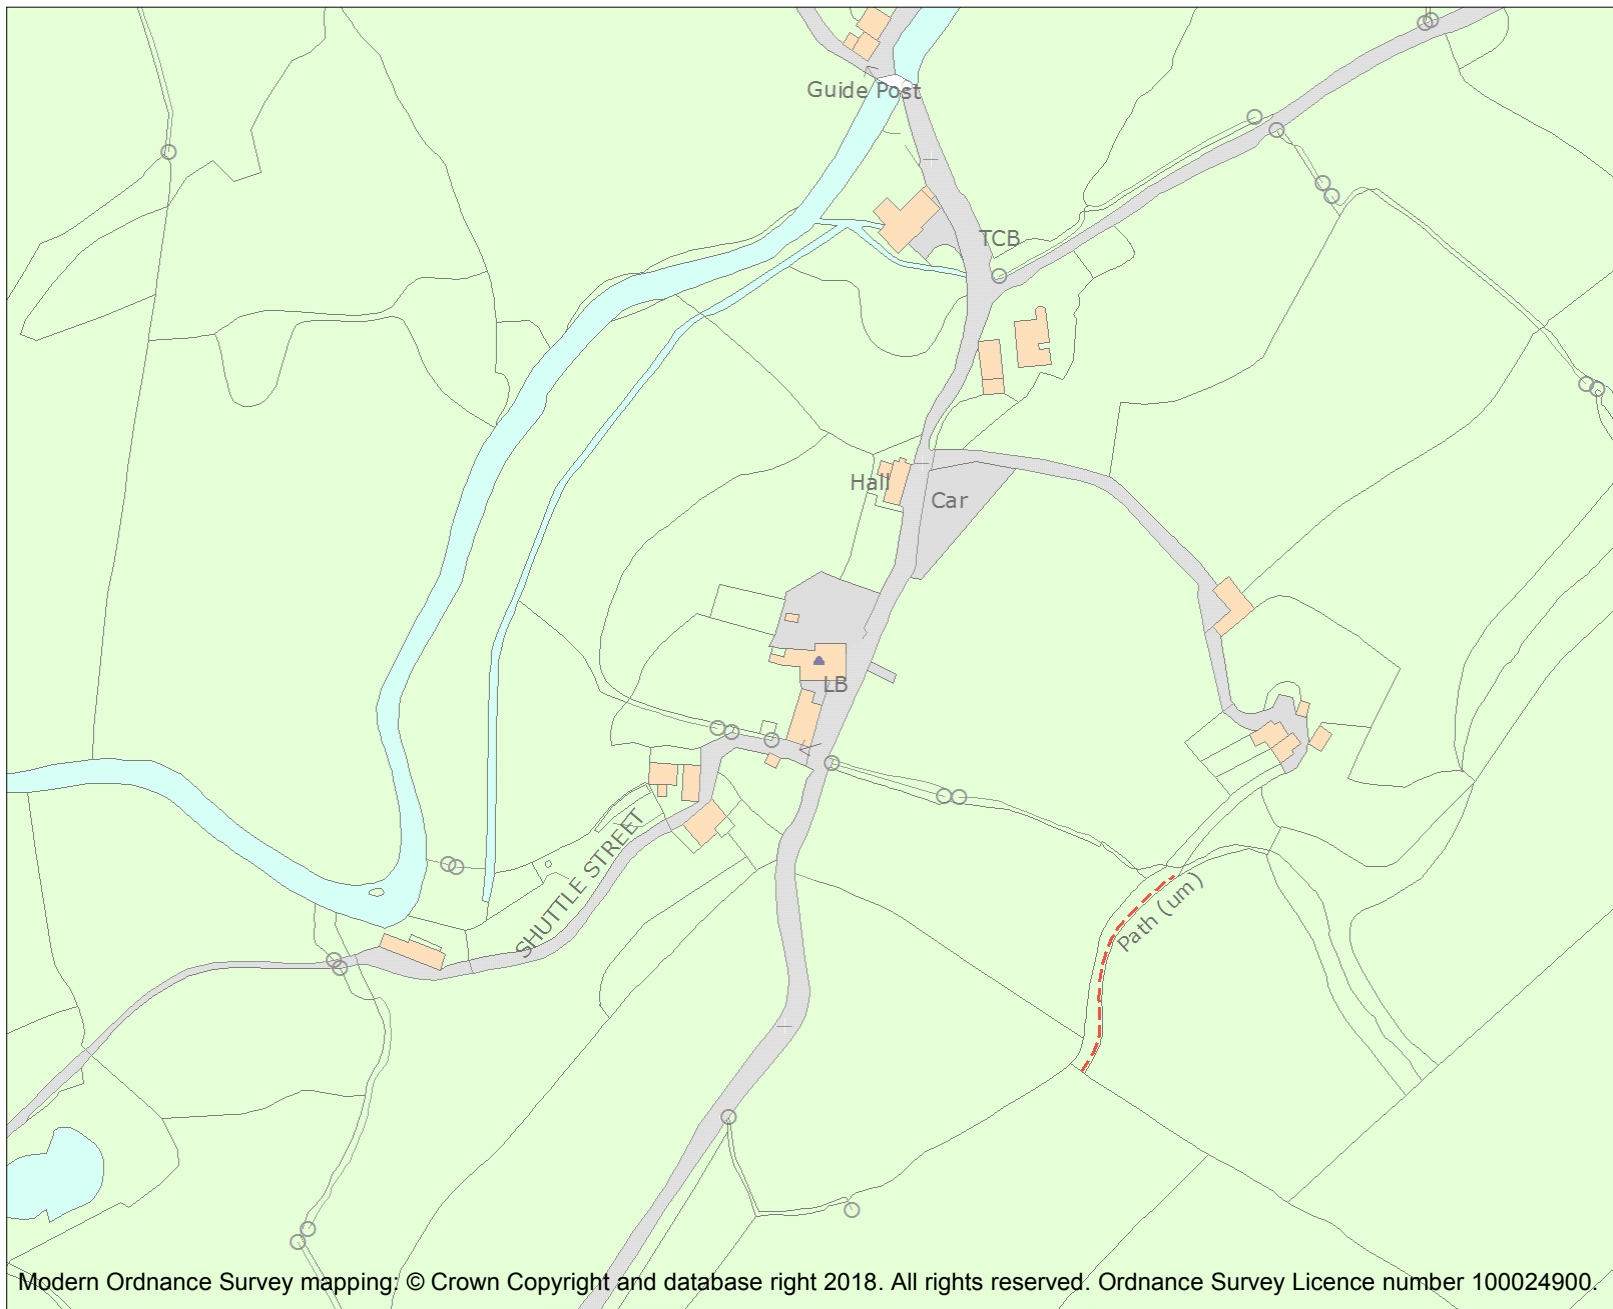 Guide Post
TCB
Hall
Car
LB
SHUTTLE STREET
Path (um)
Modern Ordnance Survey mapping: © Crown Copyright and database right 2018. All rights reserved. Ordnance Survey Licence number 100024900.